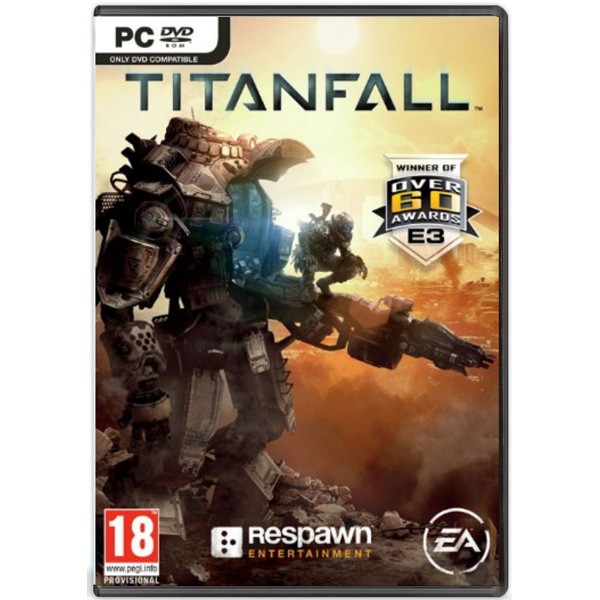 PC DVD
ROM
ONLY DVD COMPATIBLE
TITANFALL™
WINNER OF
OVER
60
AWARDS
E3
18
www.pegi.info
PROVISIONAL
respawn
ENTERTAINMENT
EA